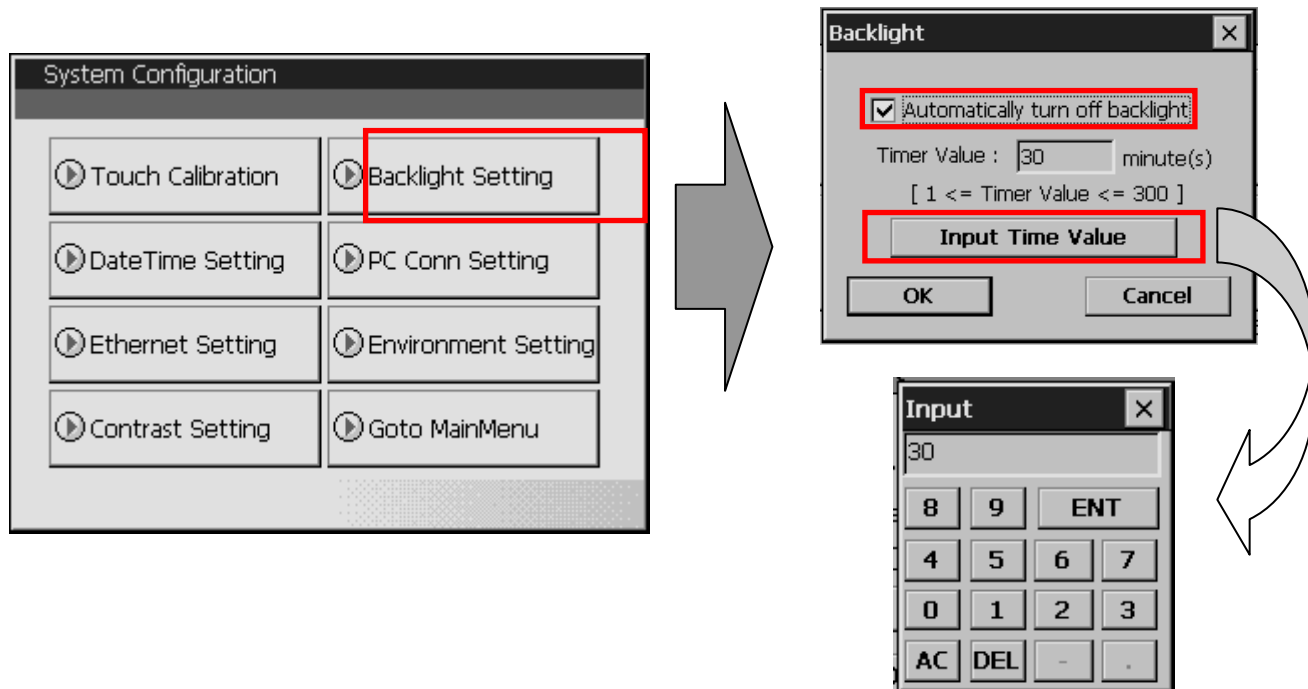 System Configuration
Touch Calibration
Backlight Setting
DateTime Setting
PC Conn Setting
Ethernet Setting
Environment Setting
Contrast Setting
Goto MainMenu
Backlight
Automatically turn off backlight
Timer Value : 30 minute(s)
[ 1 <= Timer Value <= 300 ]
Input Time Value
OK Cancel
Input
30
8 9 ENT
4 5 6 7
0 1 2 3
AC DEL - .